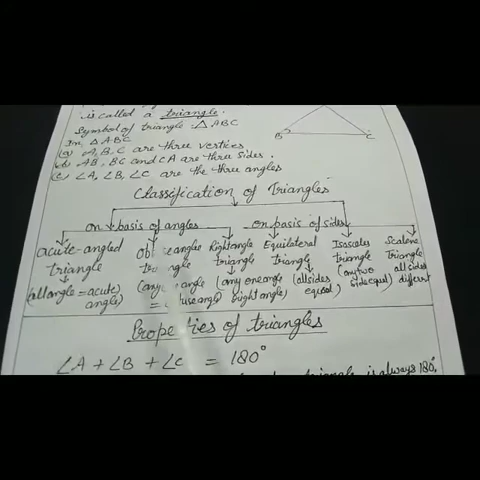 is called a triangle.
Symbol of triangle △ ABC
In △ ABC
(a) A, B, C are three vertices
(b) AB, BC and CA are three sides.
(c) ∠A, ∠B, ∠C are the three angles
B C
Classification of Triangles
on basis of angles on basis of sides
acute-angled triangle (all angle = acute angle)
angle
Right angle triangle (any one angle right angle)
Equilateral triangle (all sides equal)
Isosceles triangle (any two side equal)
Scalene Triangle all sides different
Properties of triangles
∠A + ∠B + ∠C = 180°
is always 180°,